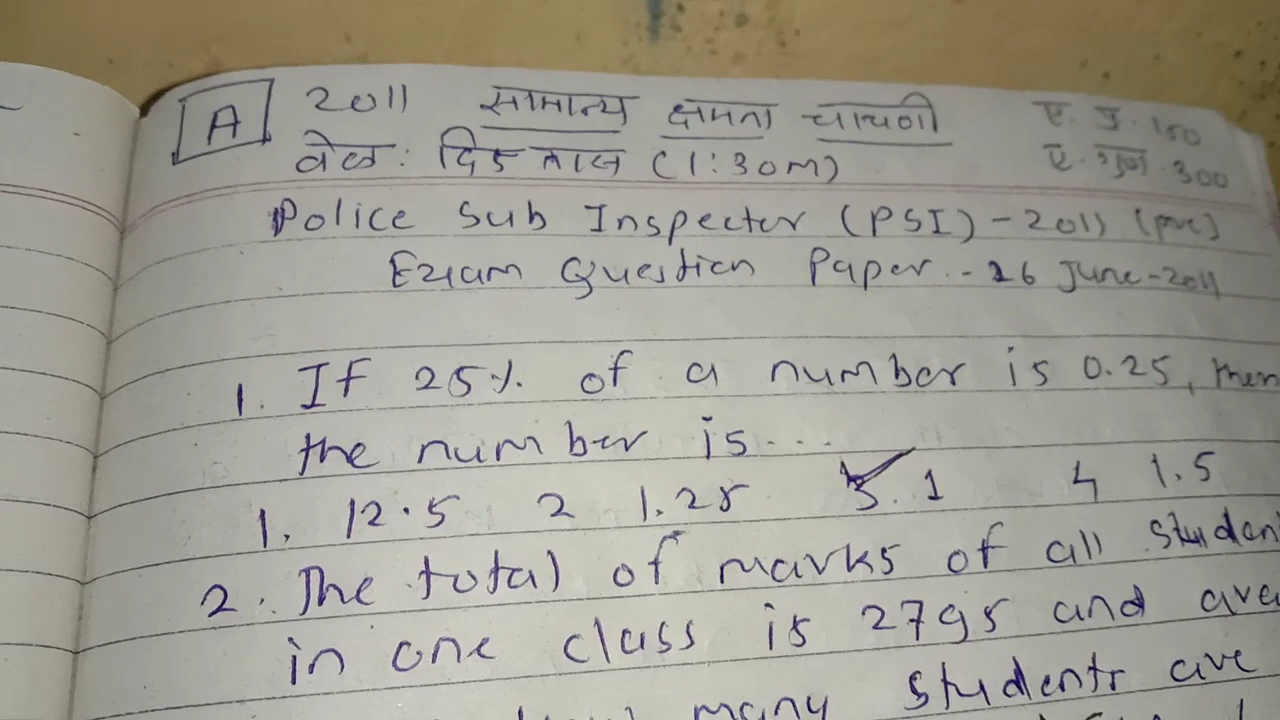 A 2011 सामान्य क्षमता चाचणी ए. प्र. 150
वेळ: दिड तास (1:30m) ए. गुण. 300
Police Sub Inspector (PSI) - 2011 (pre)
Exam Question Paper - 26 June-2011
1. If 25% of a number is 0.25, then
the number is ...
1. 12.5 2 1.25 3. 1 4 1.5
2. The total of marks of all studen
in one class is 2795 and ave
many students are